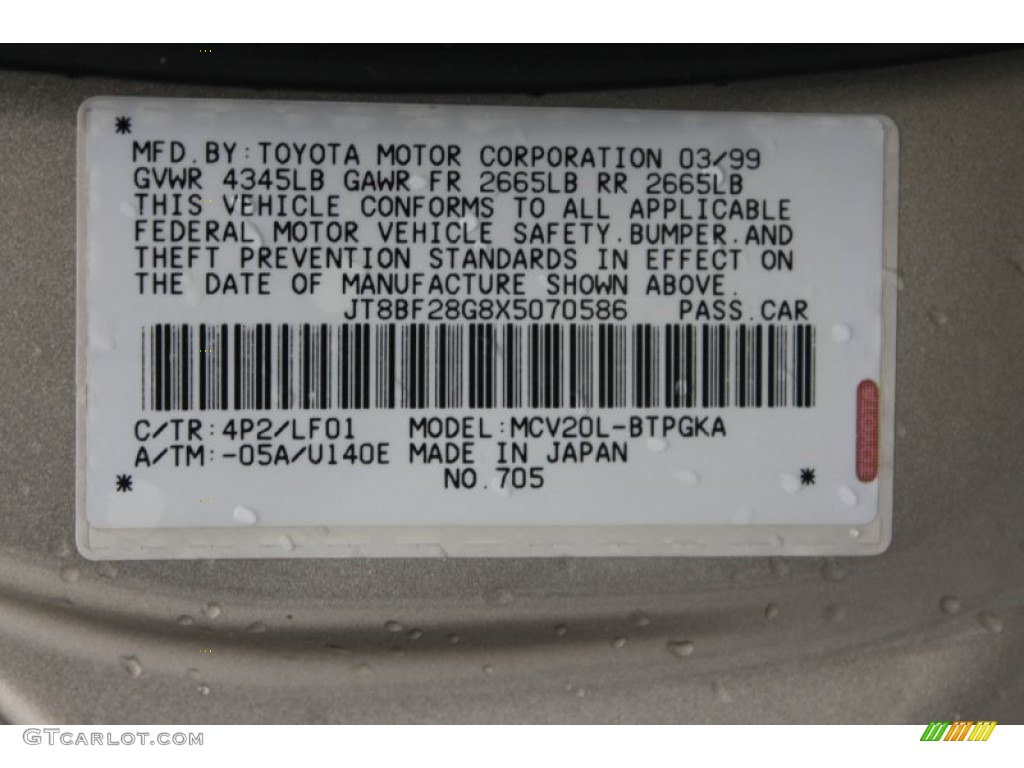 *
MFD.BY:TOYOTA MOTOR CORPORATION 03/99
GVWR 4345LB GAWR FR 2665LB RR 2665LB
THIS VEHICLE CONFORMS TO ALL APPLICABLE
FEDERAL MOTOR VEHICLE SAFETY.BUMPER.AND
THEFT PREVENTION STANDARDS IN EFFECT ON
THE DATE OF MANUFACTURE SHOWN ABOVE.
JT8BF28G8X5070586 PASS.CAR
C/TR:4P2/LF01 MODEL:MCV20L-BTPGKA
A/TM:-05A/U140E MADE IN JAPAN
* NO.705 *
GTCarlot.com